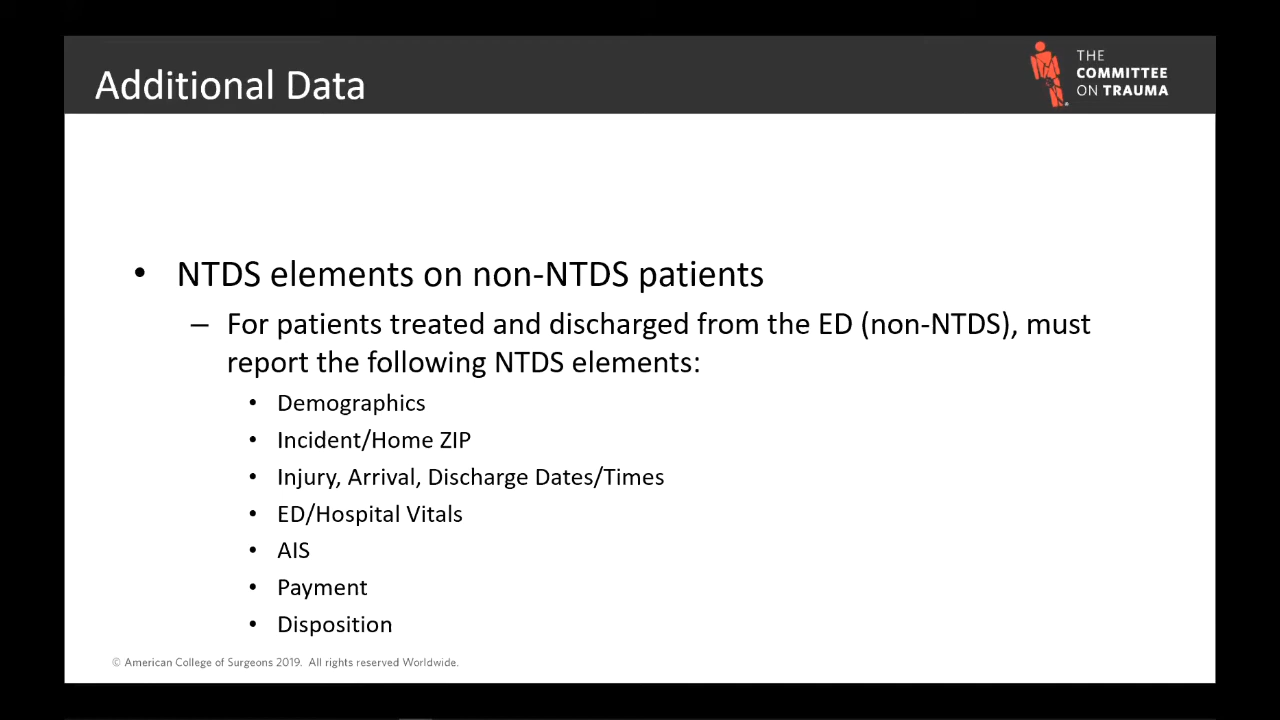 Additional Data
THE
COMMITTEE
ON TRAUMA
• NTDS elements on non-NTDS patients
– For patients treated and discharged from the ED (non-NTDS), must
report the following NTDS elements:
• Demographics
• Incident/Home ZIP
• Injury, Arrival, Discharge Dates/Times
• ED/Hospital Vitals
• AIS
• Payment
• Disposition
© American College of Surgeons 2019. All rights reserved Worldwide.